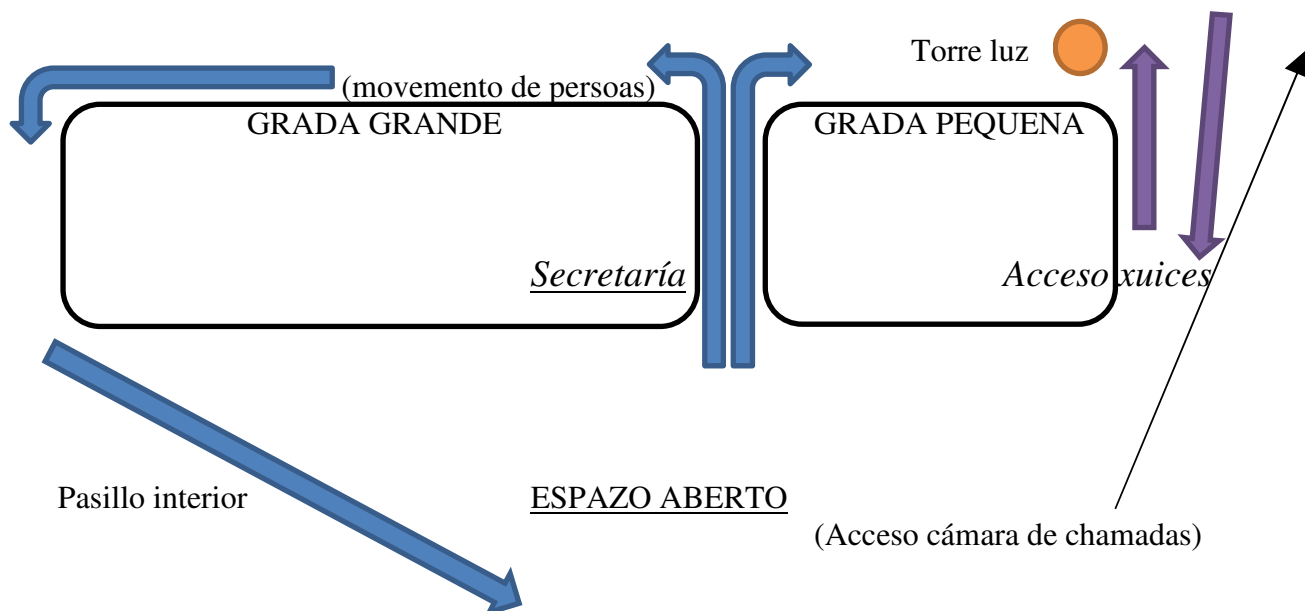 Torre luz
(movemento de persoas)
GRADA GRANDE
GRADA PEQUENA
Secretaría
Acceso xuices
Pasillo interior
ESPAZO ABERTO
(Acceso cámara de chamadas)